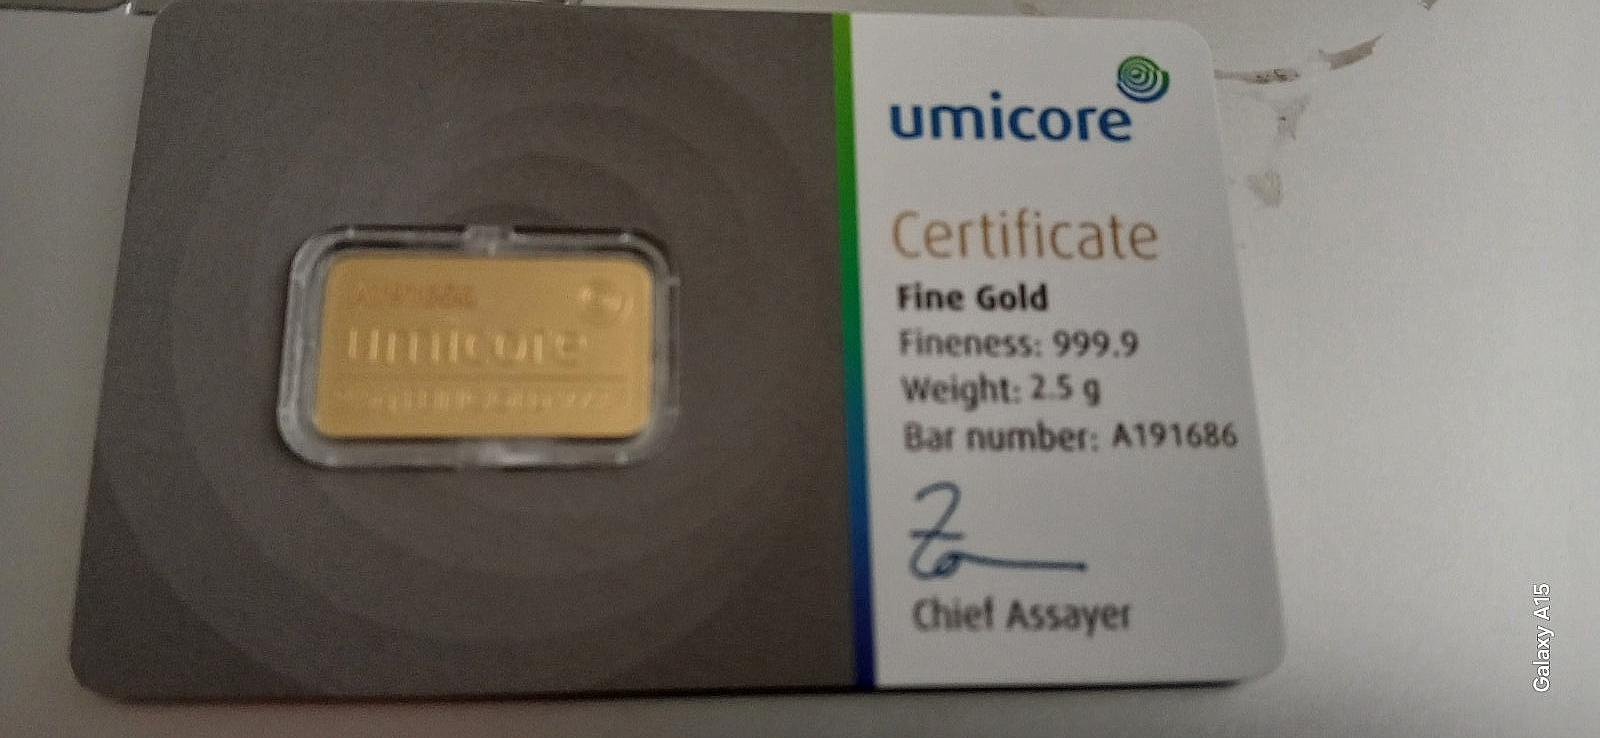 umicore
umicore
Certificate
Fine Gold
Fineness: 999.9
Weight: 2.5 g
Bar number: A191686
Chief Assayer
Galaxy A15